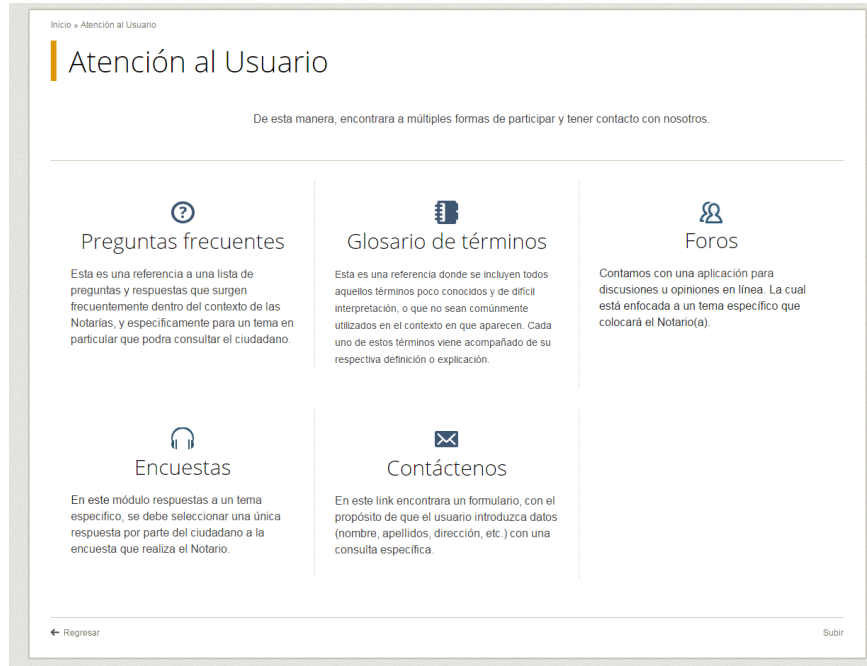 Inicio » Atención al Usuario
Atención al Usuario
De esta manera, encontrara a múltiples formas de participar y tener contacto con nosotros.
Preguntas frecuentes
Esta es una referencia a una lista de
preguntas y respuestas que surgen
frecuentemente dentro del contexto de las
Notarías, y especificamente para un tema en
particular que podra consultar el ciudadano.
Glosario de términos
Esta es una referencia donde se incluyen todos
aquellos términos poco conocidos y de difícil
interpretación, o que no sean comúnmente
utilizados en el contexto en que aparecen. Cada
uno de estos términos viene acompañado de su
respectiva definición o explicación.
Foros
Contamos con una aplicación para
discusiones u opiniones en línea. La cual
está enfocada a un tema específico que
colocará el Notario(a).
Encuestas
En este módulo respuestas a un tema
especifico, se debe seleccionar una única
respuesta por parte del ciudadano a la
encuesta que realiza el Notario.
Contáctenos
En este link encontrara un formulario, con el
propósito de que el usuario introduzca datos
(nombre, apellidos, dirección, etc.) con una
consulta específica.
Regresar
Subir